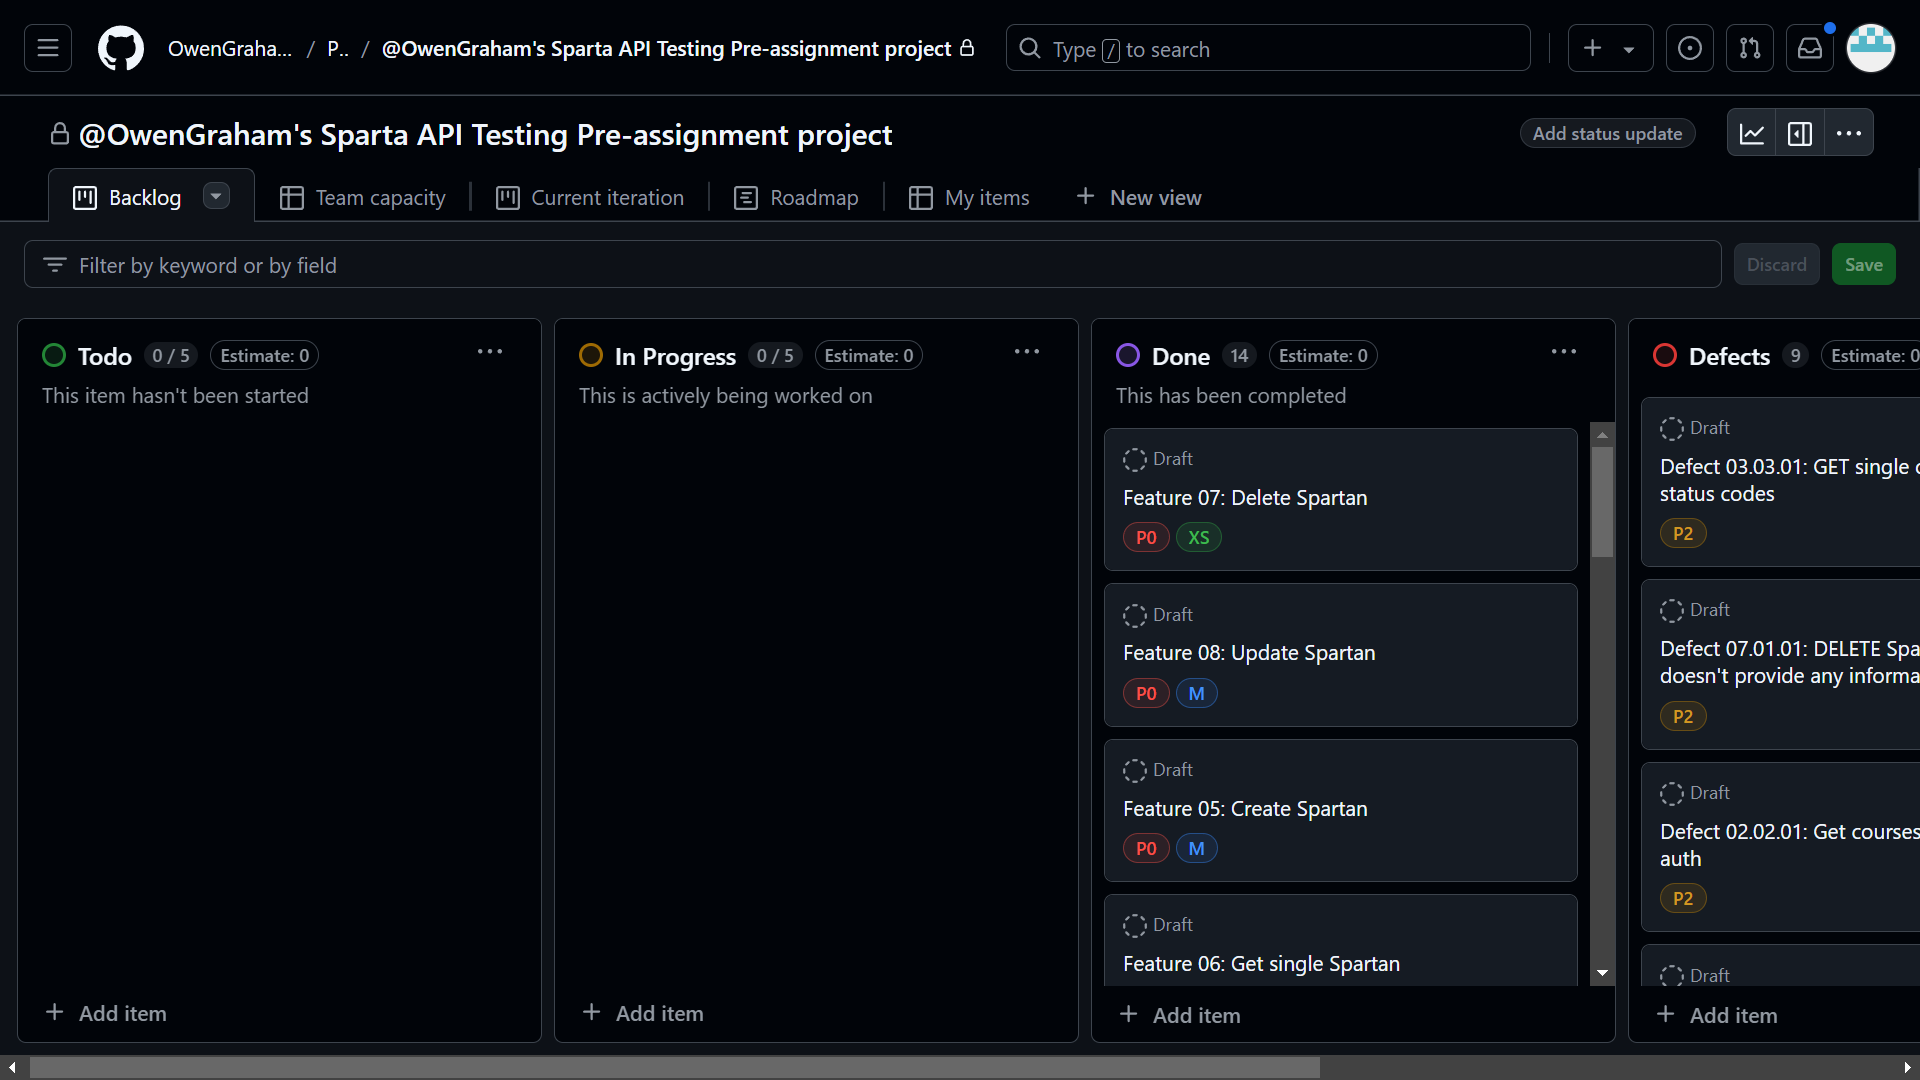 OwenGraha... / P.. / @OwenGraham's Sparta API Testing Pre-assignment project
Type / to search
@OwenGraham's Sparta API Testing Pre-assignment project
Add status update
Backlog
Team capacity
Current iteration
Roadmap
My items
New view
Filter by keyword or by field
Discard
Save
Todo 0 / 5 Estimate: 0
This item hasn't been started
Add item
In Progress 0 / 5 Estimate: 0
This is actively being worked on
Add item
Done 14 Estimate: 0
This has been completed
Draft
Feature 07: Delete Spartan
P0 XS
Draft
Feature 08: Update Spartan
P0 M
Draft
Feature 05: Create Spartan
P0 M
Draft
Feature 06: Get single Spartan
Add item
Defects 9 Estimate: 0
Draft
Defect 03.03.01: GET single
status codes
P2
Draft
Defect 07.01.01: DELETE Spa
doesn't provide any informa
P2
Draft
Defect 02.02.01: Get courses
auth
P2
Draft
Add item